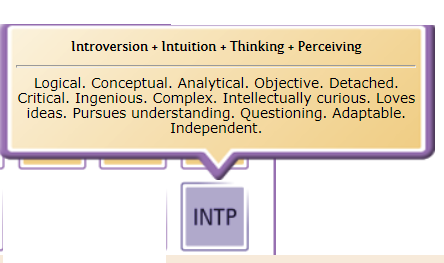 Introversion + Intuition + Thinking + Perceiving
Logical. Conceptual. Analytical. Objective. Detached.
Critical. Ingenious. Complex. Intellectually curious. Loves
ideas. Pursues understanding. Questioning. Adaptable.
Independent.
INTP